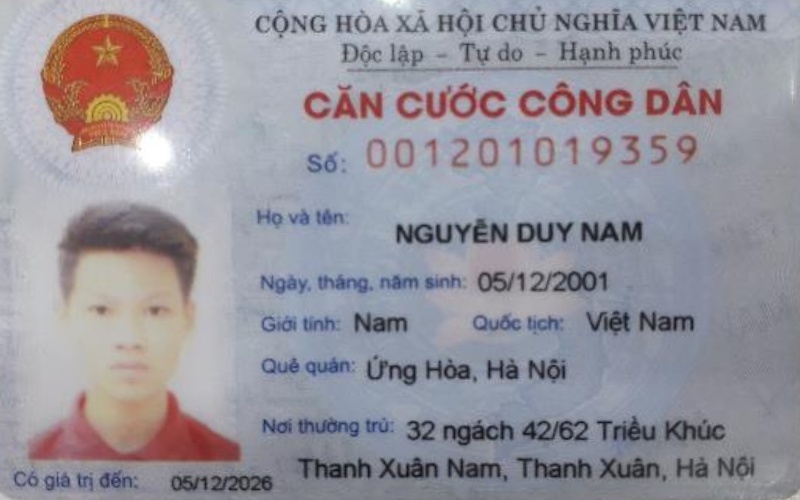 CỘNG HÒA XÃ HỘI CHỦ NGHĨA VIỆT NAM
Độc lập – Tự do – Hạnh phúc
CĂN CƯỚC CÔNG DÂN
Số: 001201019359
Họ và tên: NGUYỄN DUY NAM
Ngày, tháng, năm sinh: 05/12/2001
Giới tính: Nam Quốc tịch: Việt Nam
Quê quán: Ứng Hòa, Hà Nội
Nơi thường trú: 32 ngách 42/62 Triều Khúc
Thanh Xuân Nam, Thanh Xuân, Hà Nội
Có giá trị đến: 05/12/2026